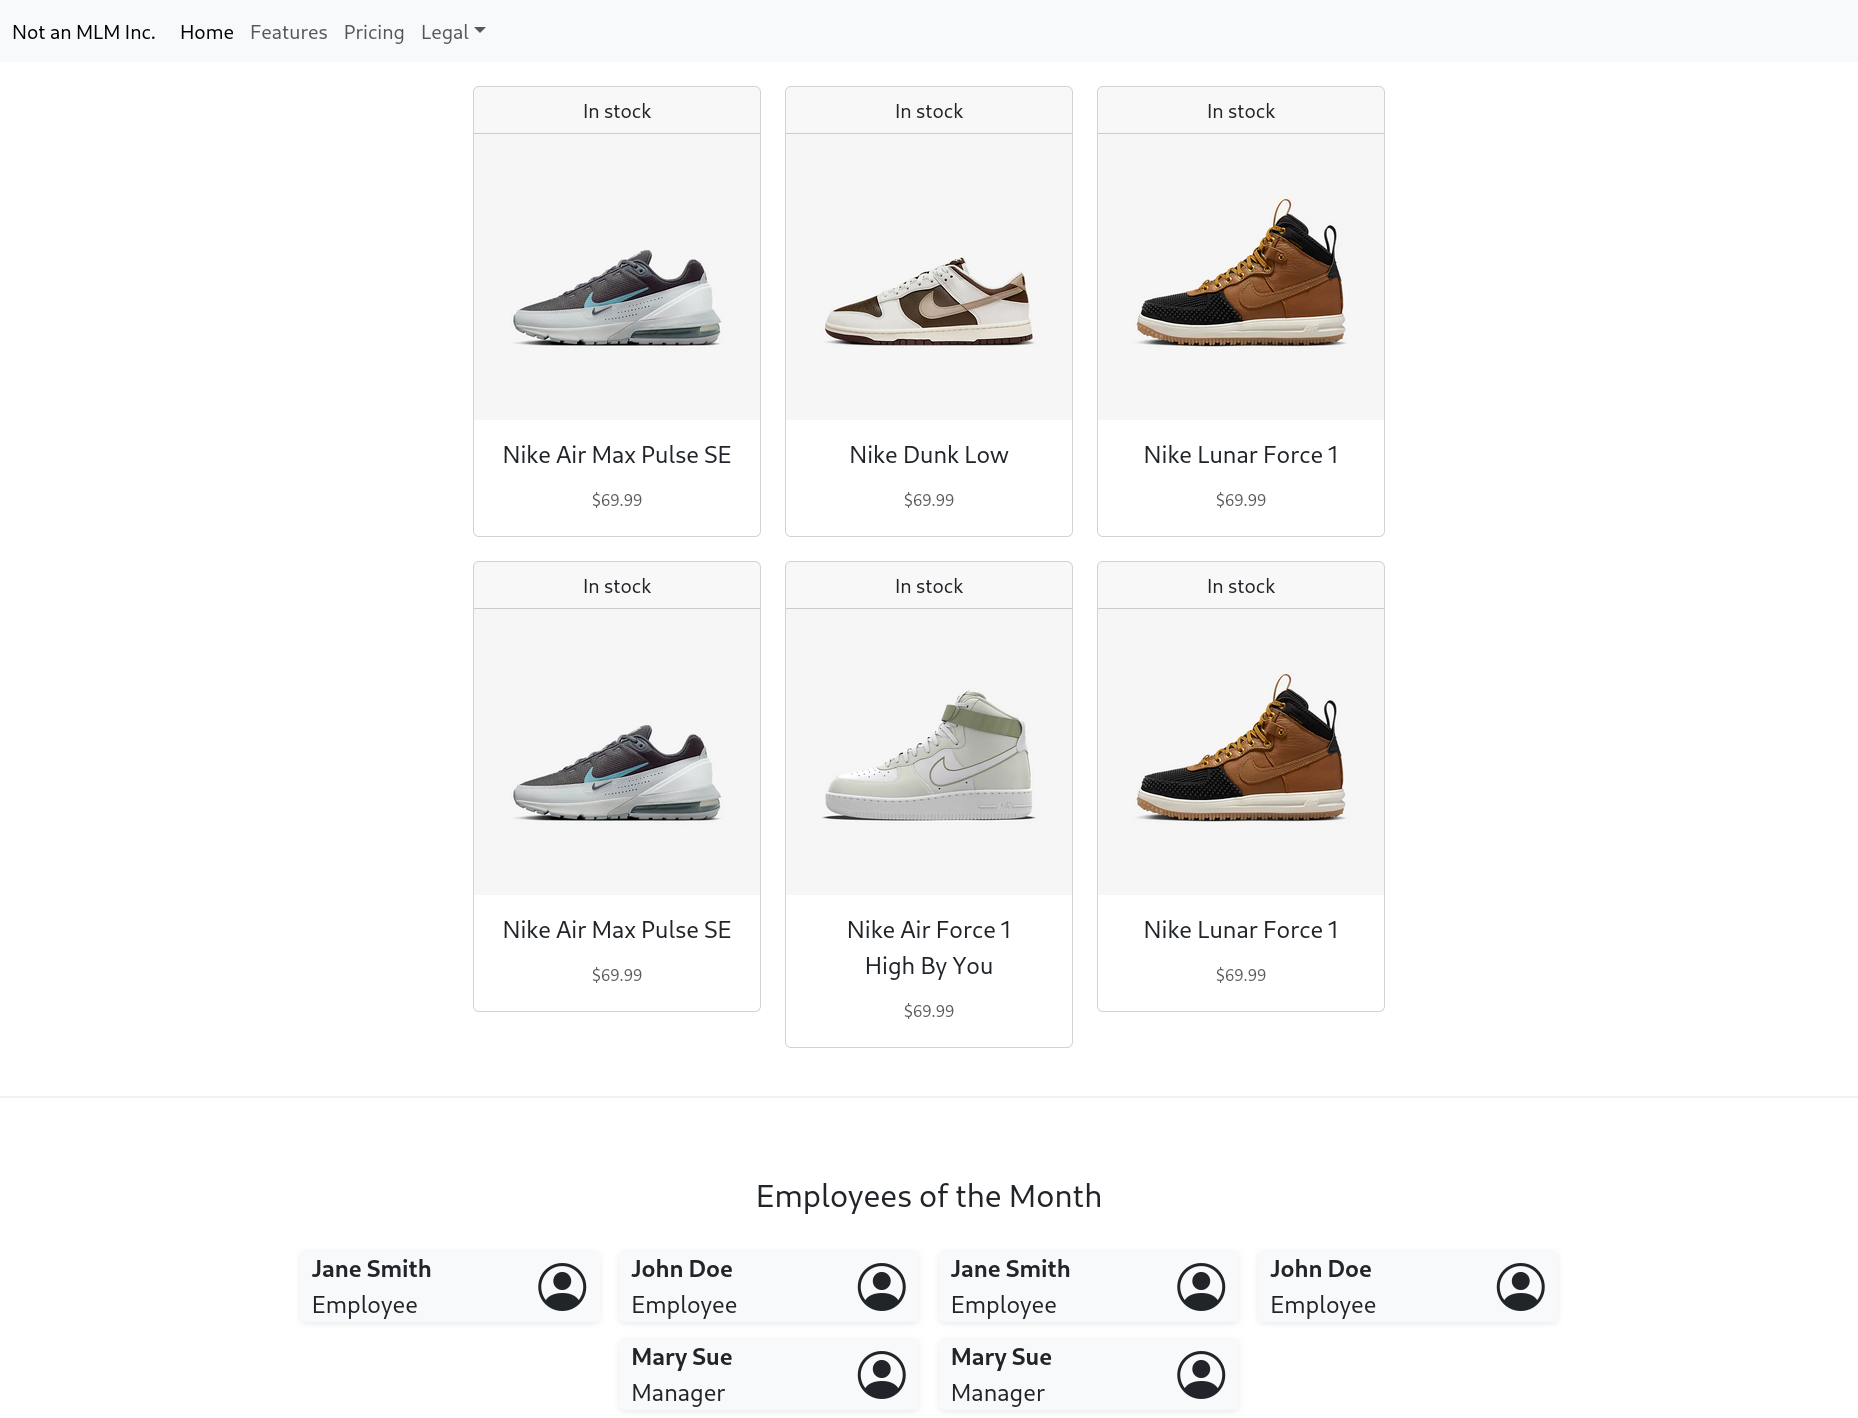 Not an MLM Inc. Home Features Pricing Legal
In stock
Nike Air Max Pulse SE
$69.99
In stock
Nike Dunk Low
$69.99
In stock
Nike Lunar Force 1
$69.99
In stock
Nike Air Max Pulse SE
$69.99
In stock
Nike Air Force 1
High By You
$69.99
In stock
Nike Lunar Force 1
$69.99
Employees of the Month
Jane Smith
Employee
John Doe
Employee
Jane Smith
Employee
John Doe
Employee
Mary Sue
Manager
Mary Sue
Manager